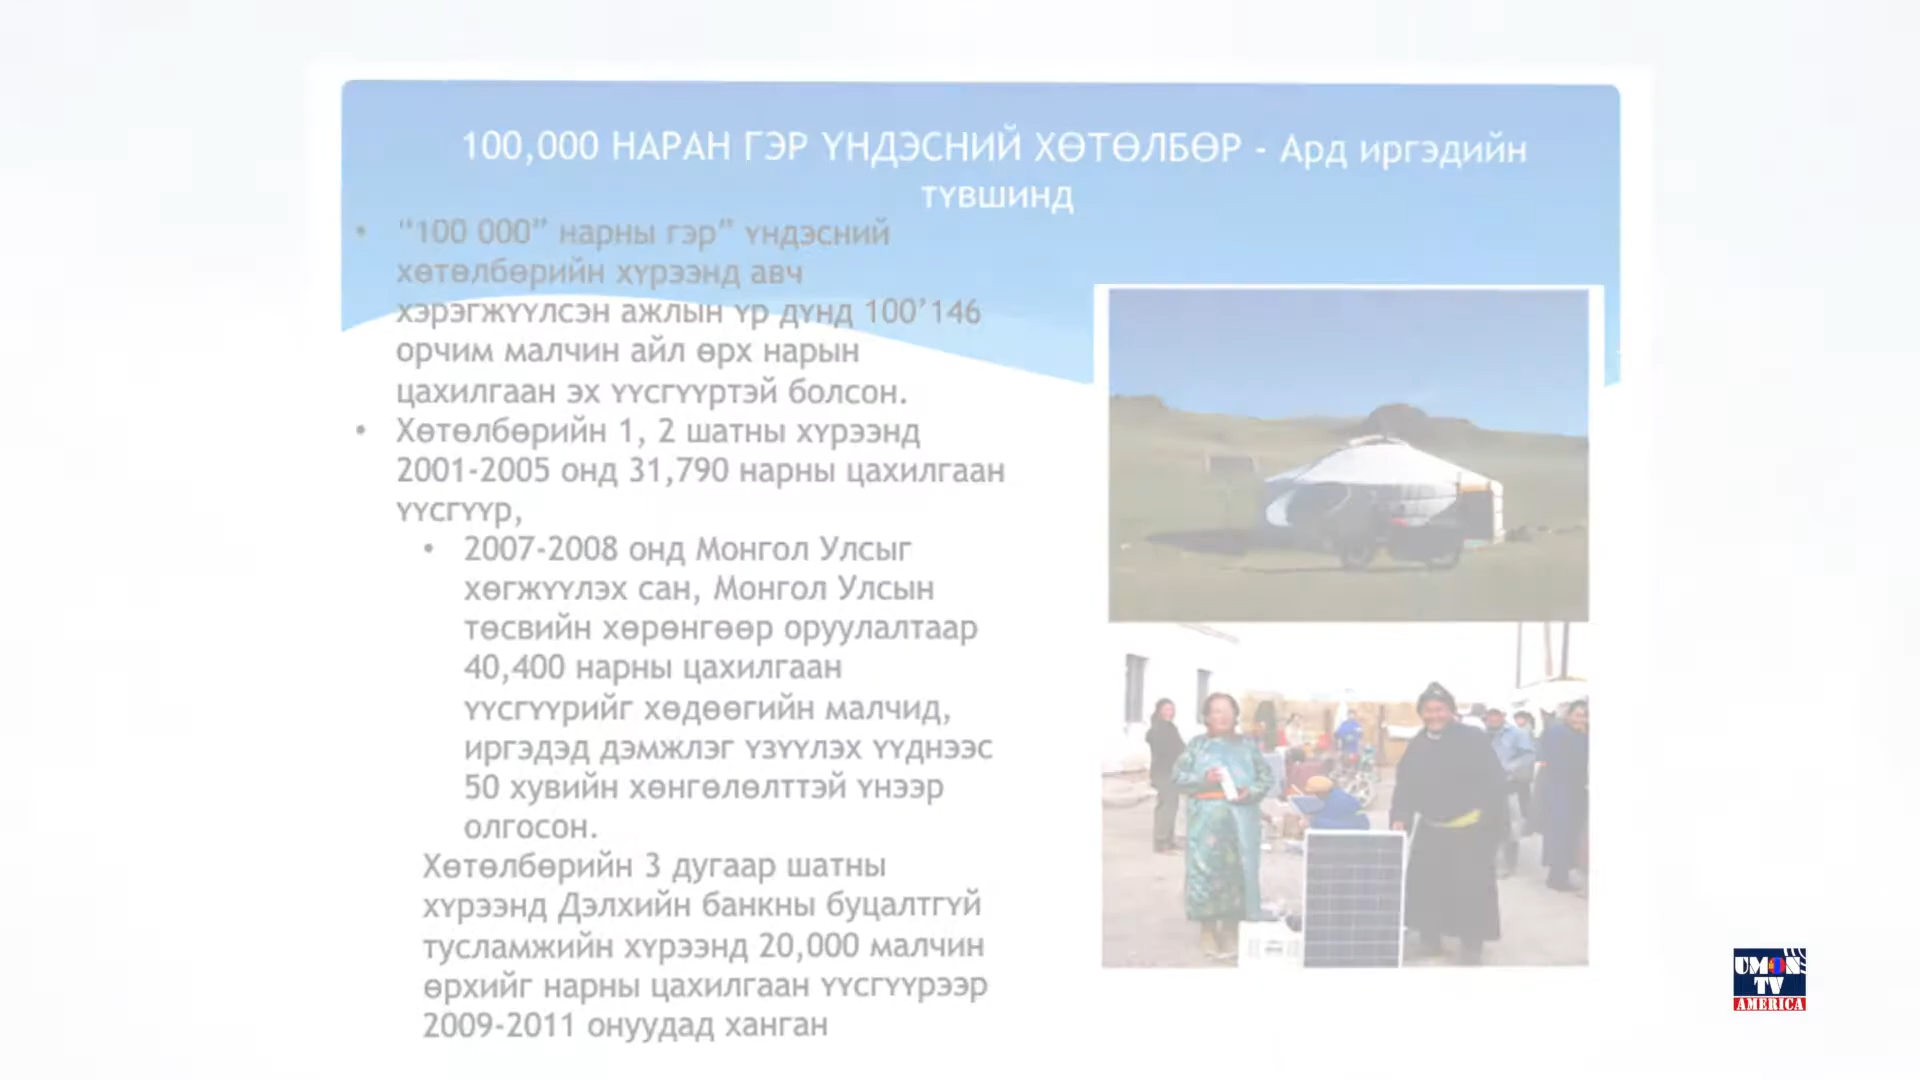 100,000 НАРАН ГЭР ҮНДЭСНИЙ ХӨТӨЛБӨР - Ард иргэдийн
түвшинд
• “100 000” нарны гэр” үндэсний
хөтөлбөрийн хүрээнд авч
хэрэгжүүлсэн ажлын үр дүнд 100’146
орчим малчин айл өрх нарын
цахилгаан эх үүсгүүртэй болсон.
• Хөтөлбөрийн 1, 2 шатны хүрээнд
2001-2005 онд 31,790 нарны цахилгаан
үүсгүүр,
• 2007-2008 онд Монгол Улсыг
хөгжүүлэх сан, Монгол Улсын
төсвийн хөрөнгөөр оруулалтаар
40,400 нарны цахилгаан
үүсгүүрийг хөдөөгийн малчид,
иргэдэд дэмжлэг үзүүлэх үүднээс
50 хувийн хөнгөлөлттэй үнээр
олгосон.
Хөтөлбөрийн 3 дугаар шатны
хүрээнд Дэлхийн банкны буцалтгүй
тусламжийн хүрээнд 20,000 малчин
өрхийг нарны цахилгаан үүсгүүрээр
2009-2011 онуудад ханган
UMON
TV
AMERICA